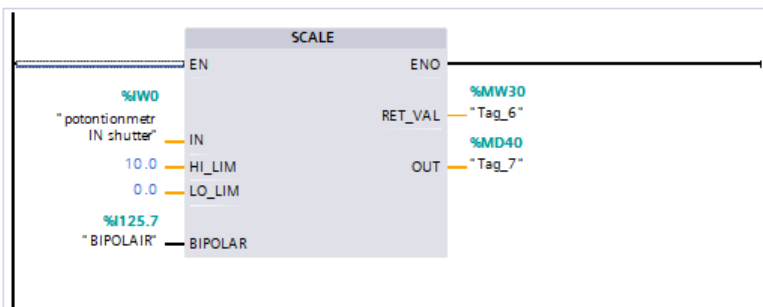 SCALE
EN
ENO
%IW0
"potontionmetr
IN shutter"
IN
%MW30
RET_VAL
"Tag_6"
%MD40
10.0
HI_LIM
OUT
"Tag_7"
0.0
LO_LIM
%I125.7
"BIPOLAIR"
BIPOLAR